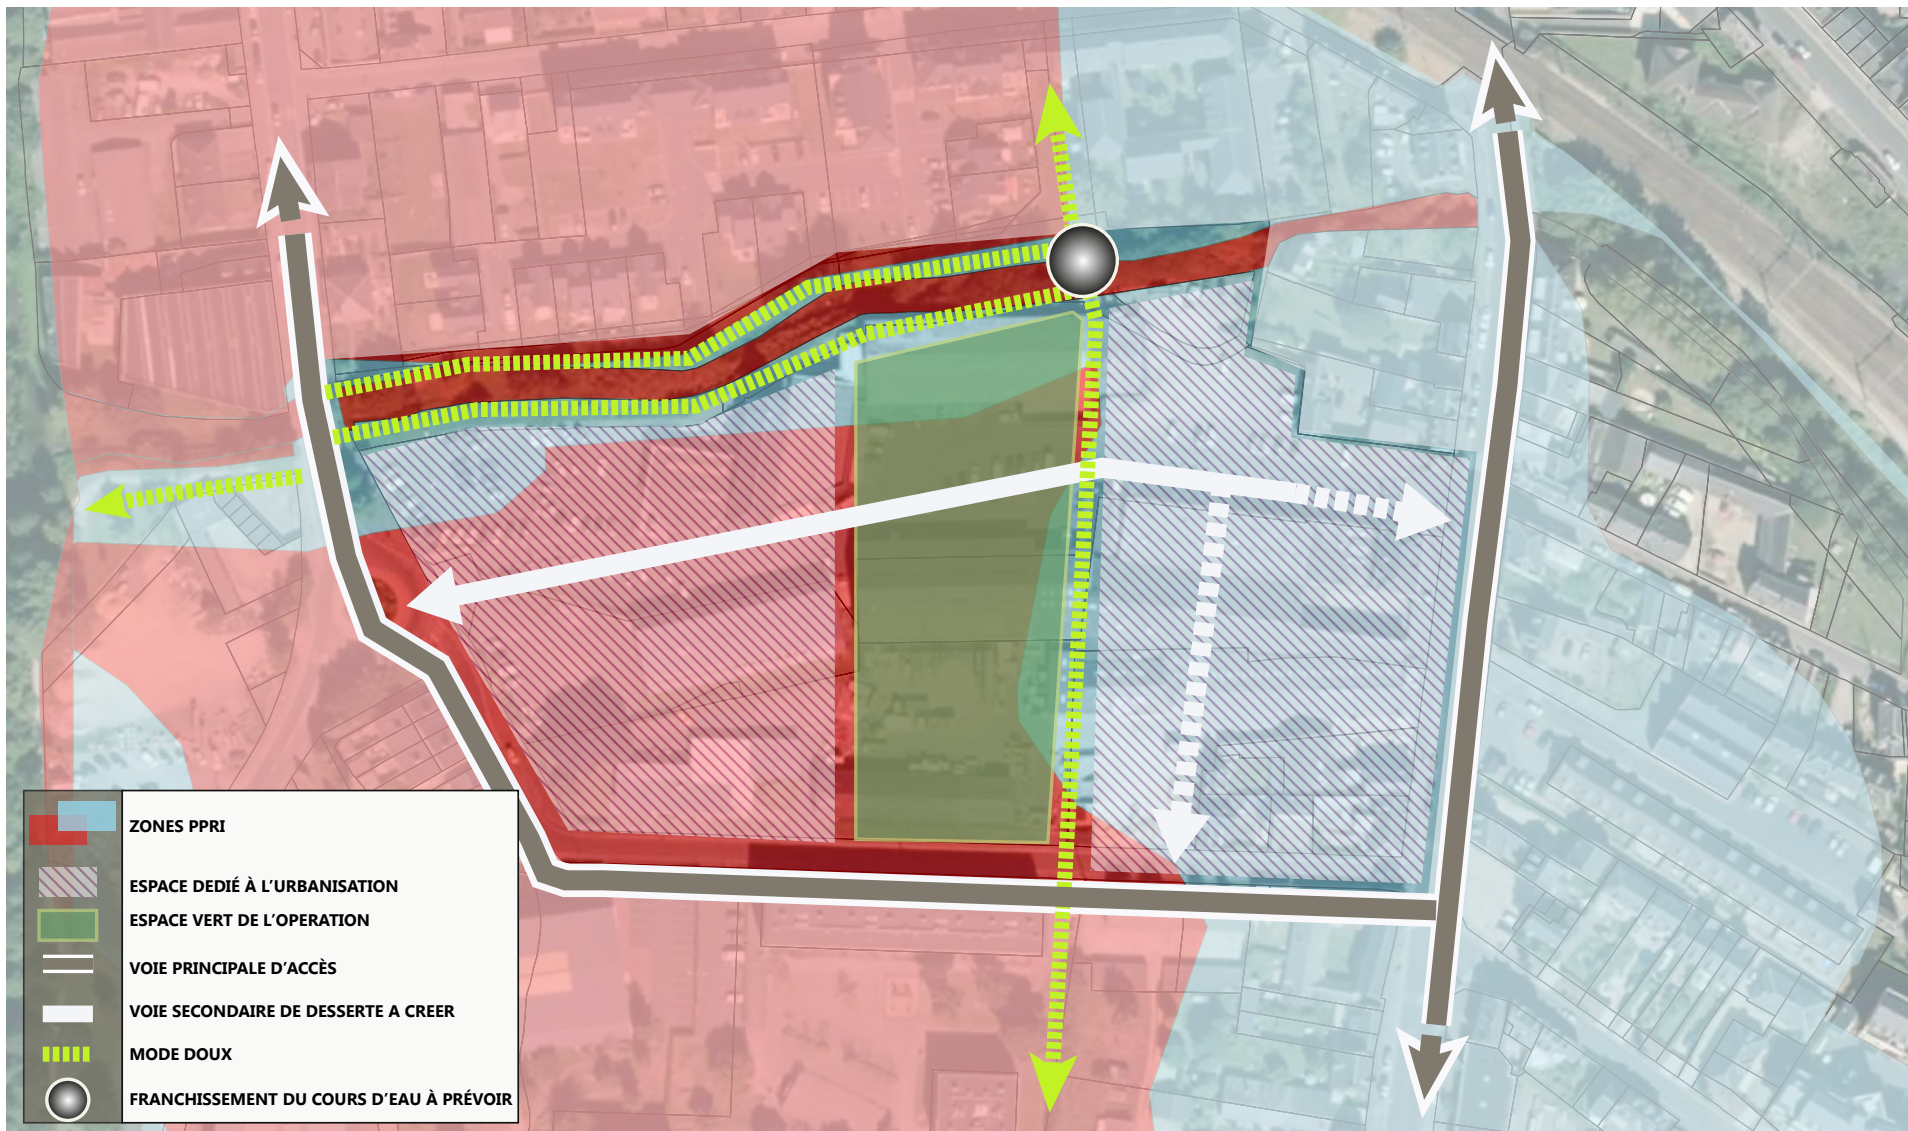 ZONES PPRI
ESPACE DEDIÉ À L'URBANISATION
ESPACE VERT DE L'OPERATION
VOIE PRINCIPALE D'ACCÈS
VOIE SECONDAIRE DE DESSERTE A CREER
MODE DOUX
FRANCHISSEMENT DU COURS D'EAU À PRÉVOIR